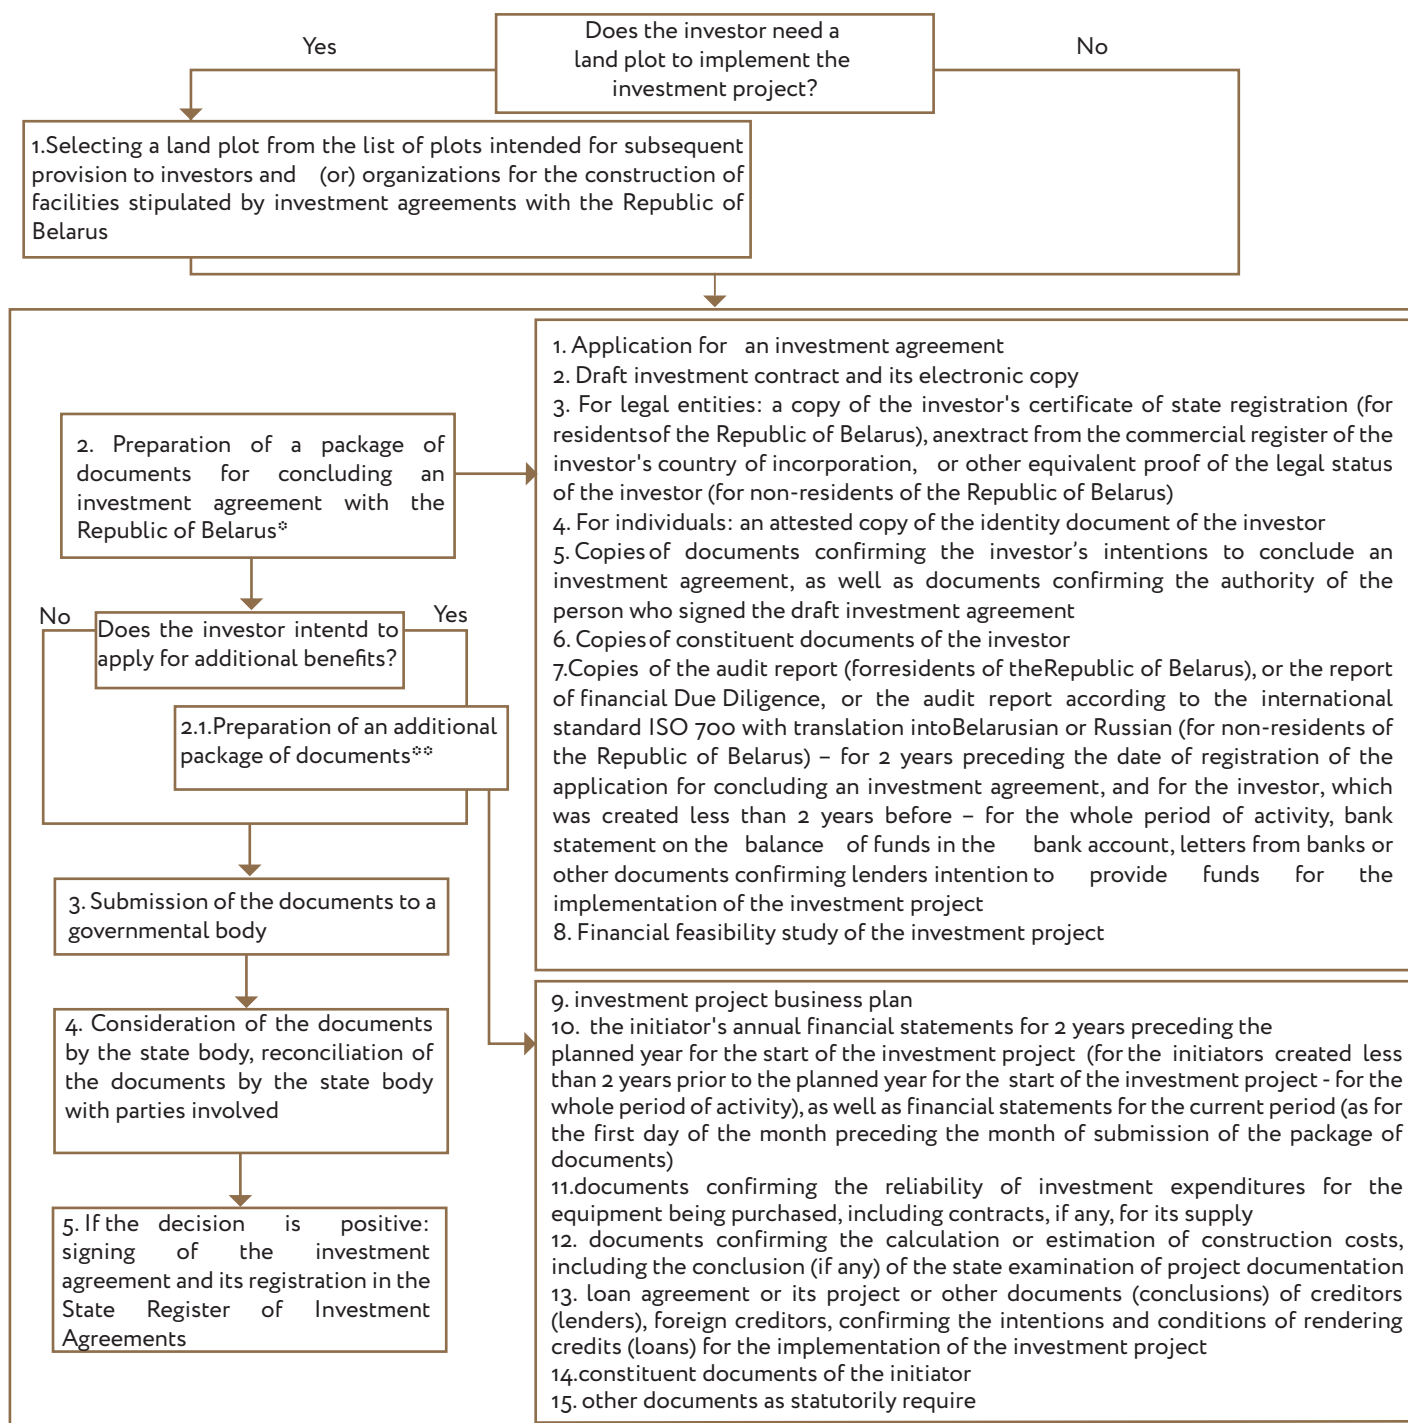 Does the investor need a
land plot to implement the
investment project?
Yes
No
1.Selecting a land plot from the list of plots intended for subsequent
provision to investors and (or) organizations for the construction of
facilities stipulated by investment agreements with the Republic of
Belarus
2. Preparation of a package of
documents for concluding an
investment agreement with the
Republic of Belarus*
1. Application for an investment agreement
2. Draft investment contract and its electronic copy
3. For legal entities: a copy of the investor's certificate of state registration (for
residentsof the Republic of Belarus), anextract from the commercial register of the
investor's country of incorporation, or other equivalent proof of the legal status
of the investor (for non-residents of the Republic of Belarus)
4. For individuals: an attested copy of the identity document of the investor
5. Copies of documents confirming the investor’s intentions to conclude an
investment agreement, as well as documents confirming the authority of the
person who signed the draft investment agreement
6. Copies of constituent documents of the investor
7.Copies of the audit report (forresidents of theRepublic of Belarus), or the report
of financial Due Diligence, or the audit report according to the international
standard ISO 700 with translation intoBelarusian or Russian (for non-residents of
the Republic of Belarus) – for 2 years preceding the date of registration of the
application for concluding an investment agreement, and for the investor, which
was created less than 2 years before – for the whole period of activity, bank
statement on the balance of funds in the bank account, letters from banks or
other documents confirming lenders intention to provide funds for the
implementation of the investment project
8. Financial feasibility study of the investment project
No
Yes
Does the investor intentd to
apply for additional benefits?
2.1.Preparation of an additional
package of documents**
3. Submission of the documents to a
governmental body
4. Consideration of the documents
by the state body, reconciliation of
the documents by the state body
with parties involved
5. If the decision is positive:
signing of the investment
agreement and its registration in the
State Register of Investment
Agreements
9. investment project business plan
10. the initiator's annual financial statements for 2 years preceding the
planned year for the start of the investment project (for the initiators created less
than 2 years prior to the planned year for the start of the investment project - for the
whole period of activity), as well as financial statements for the current period (as for
the first day of the month preceding the month of submission of the package of
documents)
11.documents confirming the reliability of investment expenditures for the
equipment being purchased, including contracts, if any, for its supply
12. documents confirming the calculation or estimation of construction costs,
including the conclusion (if any) of the state examination of project documentation
13. loan agreement or its project or other documents (conclusions) of creditors
(lenders), foreign creditors, confirming the intentions and conditions of rendering
credits (loans) for the implementation of the investment project
14.constituent documents of the initiator
15. other documents as statutorily require